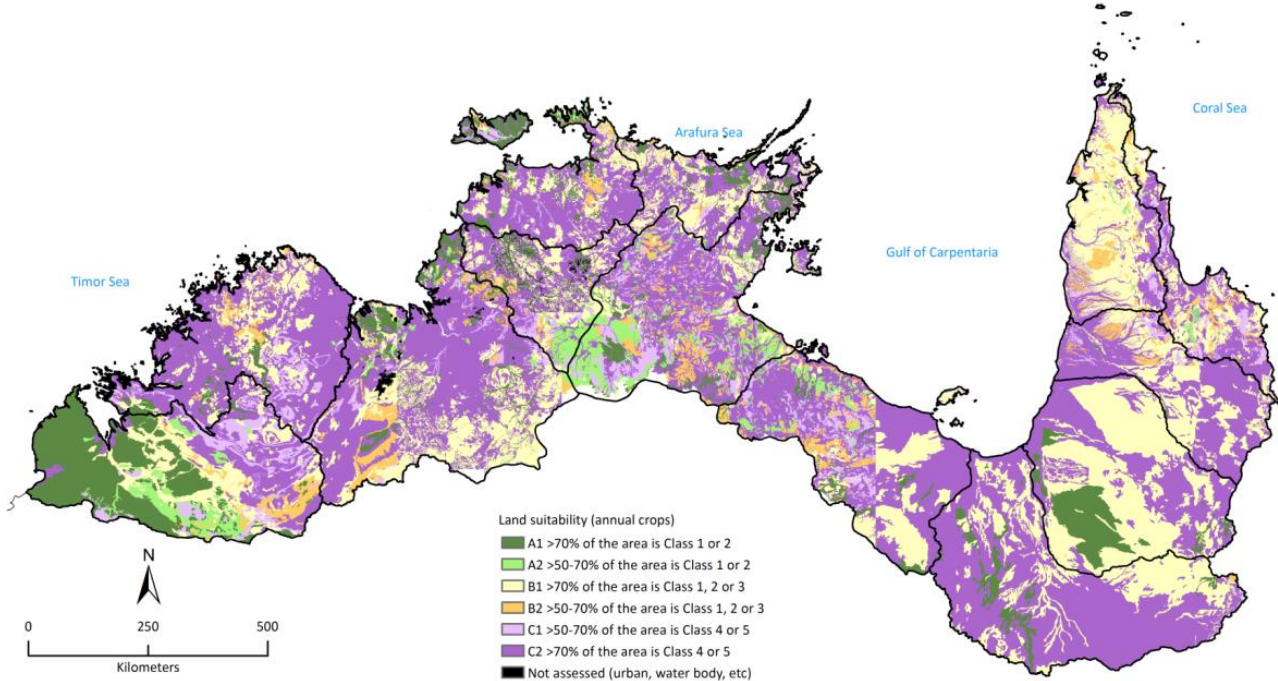 Coral Sea
Arafura Sea
Gulf of Carpentaria
Timor Sea
Land suitability (annual crops)
A1 >70% of the area is Class 1 or 2
A2 >50-70% of the area is Class 1 or 2
B1 >70% of the area is Class 1, 2 or 3
B2 >50-70% of the area is Class 1, 2 or 3
C1 >50-70% of the area is Class 4 or 5
C2 >70% of the area is Class 4 or 5
Not assessed (urban, water body, etc)
N
0 250 500
Kilometers